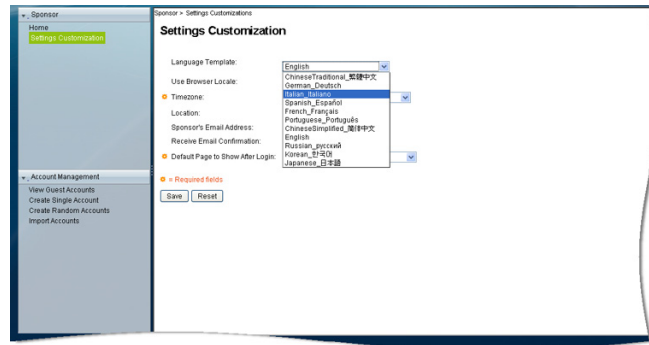 Sponsor
Home
Settings Customization
Account Management
View Guest Accounts
Create Single Account
Create Random Accounts
Import Accounts
Sponsor > Settings Customizations
Settings Customization
Language Template:
English
ChineseTraditional_繁體中文
German_Deutsch
Italian_Italiano
Spanish_Español
French_Français
Portuguese_Português
ChineseSimplified_简体中文
English
Russian_русский
Korean_한국어
Japanese_日本語
Use Browser Locale:
Timezone:
Location:
Sponsor's Email Address:
Receive Email Confirmation:
Default Page to Show After Login:
= Required fields
Save Reset